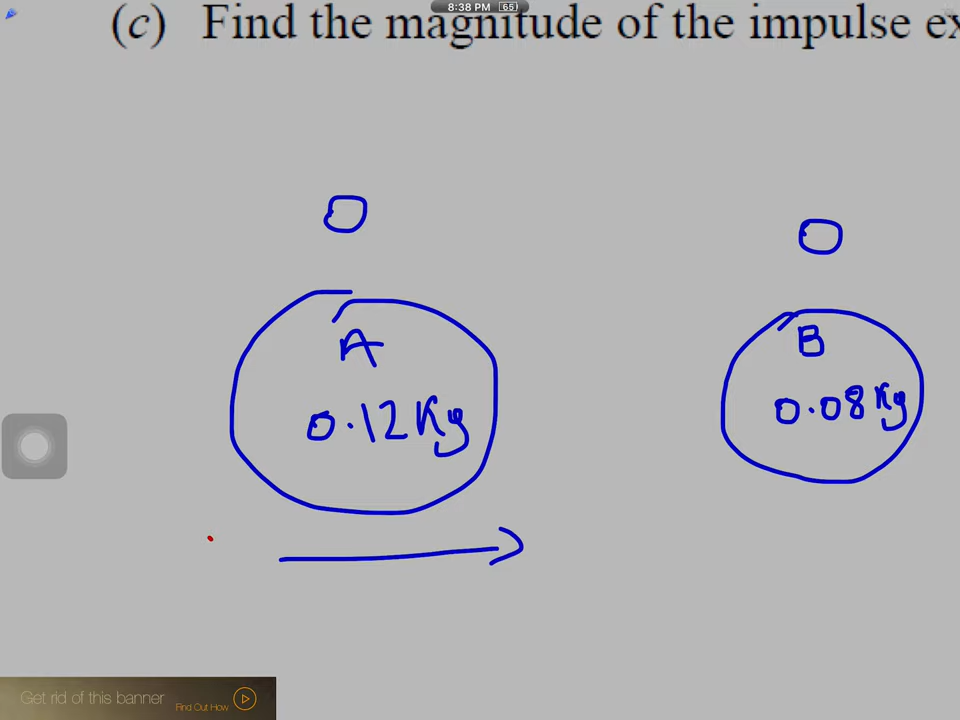 8:38 PM 65
(c) Find the magnitude of the impulse ex
O
O
A
0.12 Kg
B
0.08 Kg
Get rid of this banner
Find Out How